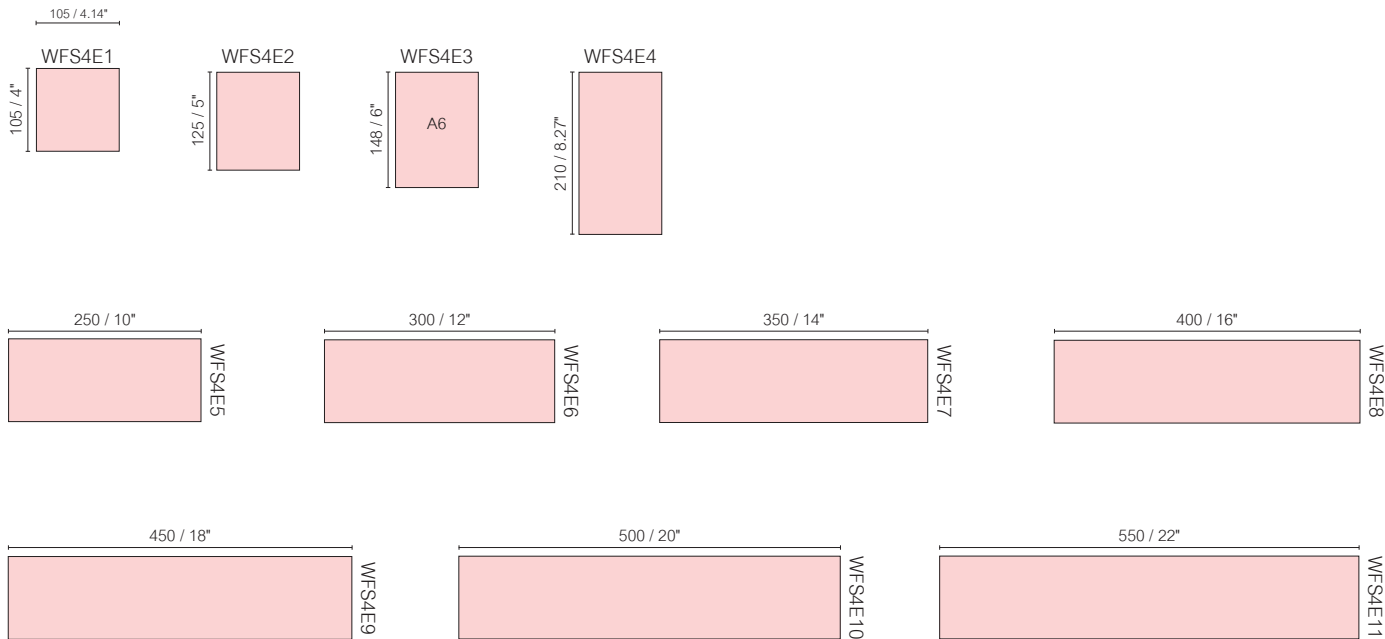 105 / 4.14"
WFS4E1
WFS4E2
WFS4E3
WFS4E4
105 / 4"
125 / 5"
148 / 6"
A6
210 / 8.27"
250 / 10"
300 / 12"
350 / 14"
400 / 16"
WFS4E5
WFS4E6
WFS4E7
WFS4E8
450 / 18"
500 / 20"
550 / 22"
WFS4E9
WFS4E10
WFS4E11